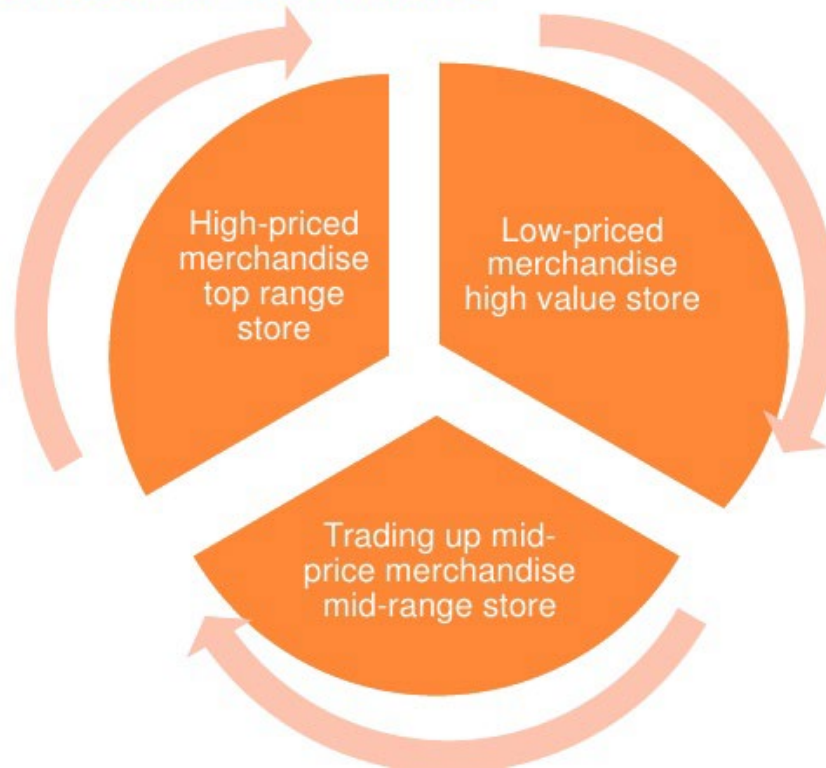 High-priced
merchandise
top range
store
Low-priced
merchandise
high value store
Trading up mid-
price merchandise
mid-range store